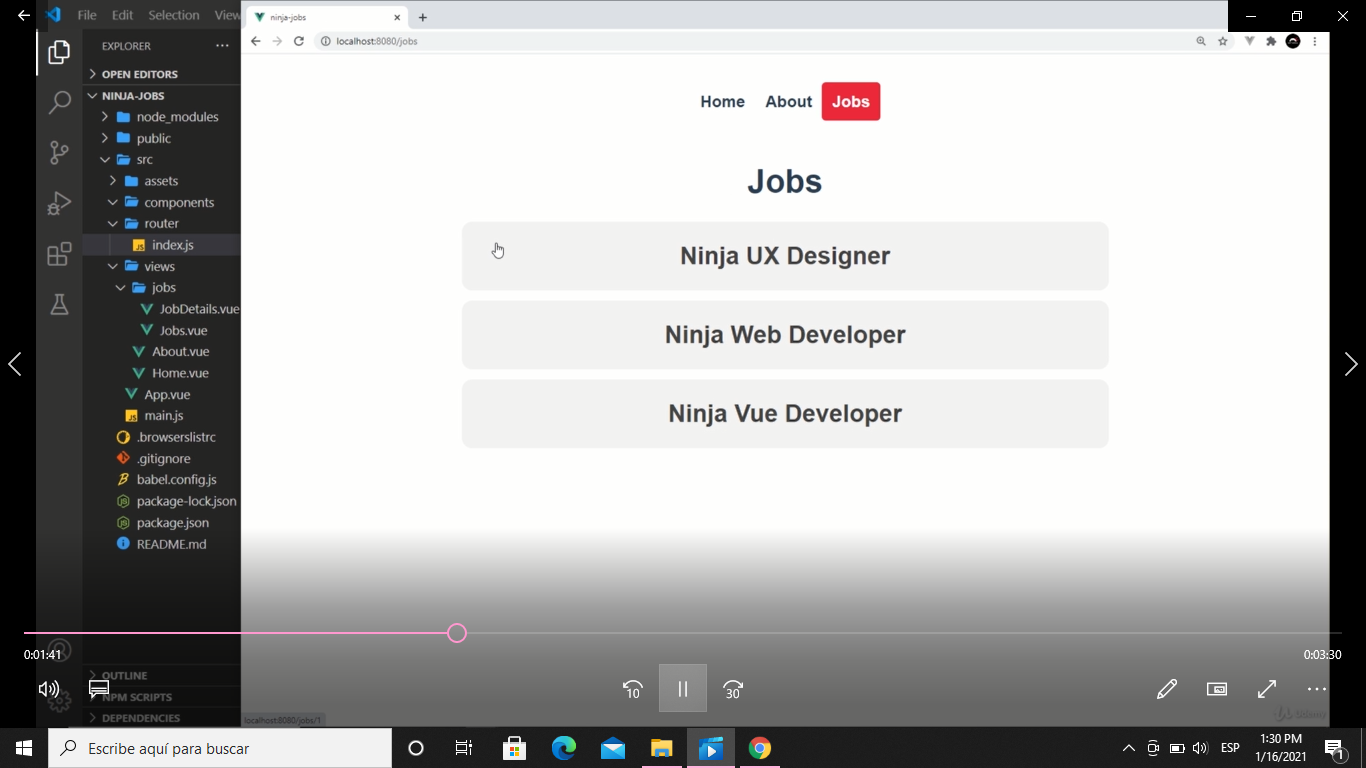 File Edit Selection View
ninja-jobs
localhost:8080/jobs
EXPLORER
OPEN EDITORS
NINJA-JOBS
node_modules
public
src
assets
components
router
JS index.js
views
jobs
JobDetails.vue
Jobs.vue
About.vue
Home.vue
App.vue
JS main.js
.browserslistrc
.gitignore
babel.config.js
package-lock.json
package.json
README.md
OUTLINE
NPM SCRIPTS
DEPENDENCIES
Home About Jobs
Jobs
Ninja UX Designer
Ninja Web Developer
Ninja Vue Developer
0:01:41
0:03:30
10
30
localhost:8080/jobs/1
Udemy
Escribe aquí para buscar
ESP
1:30 PM
1/16/2021
1